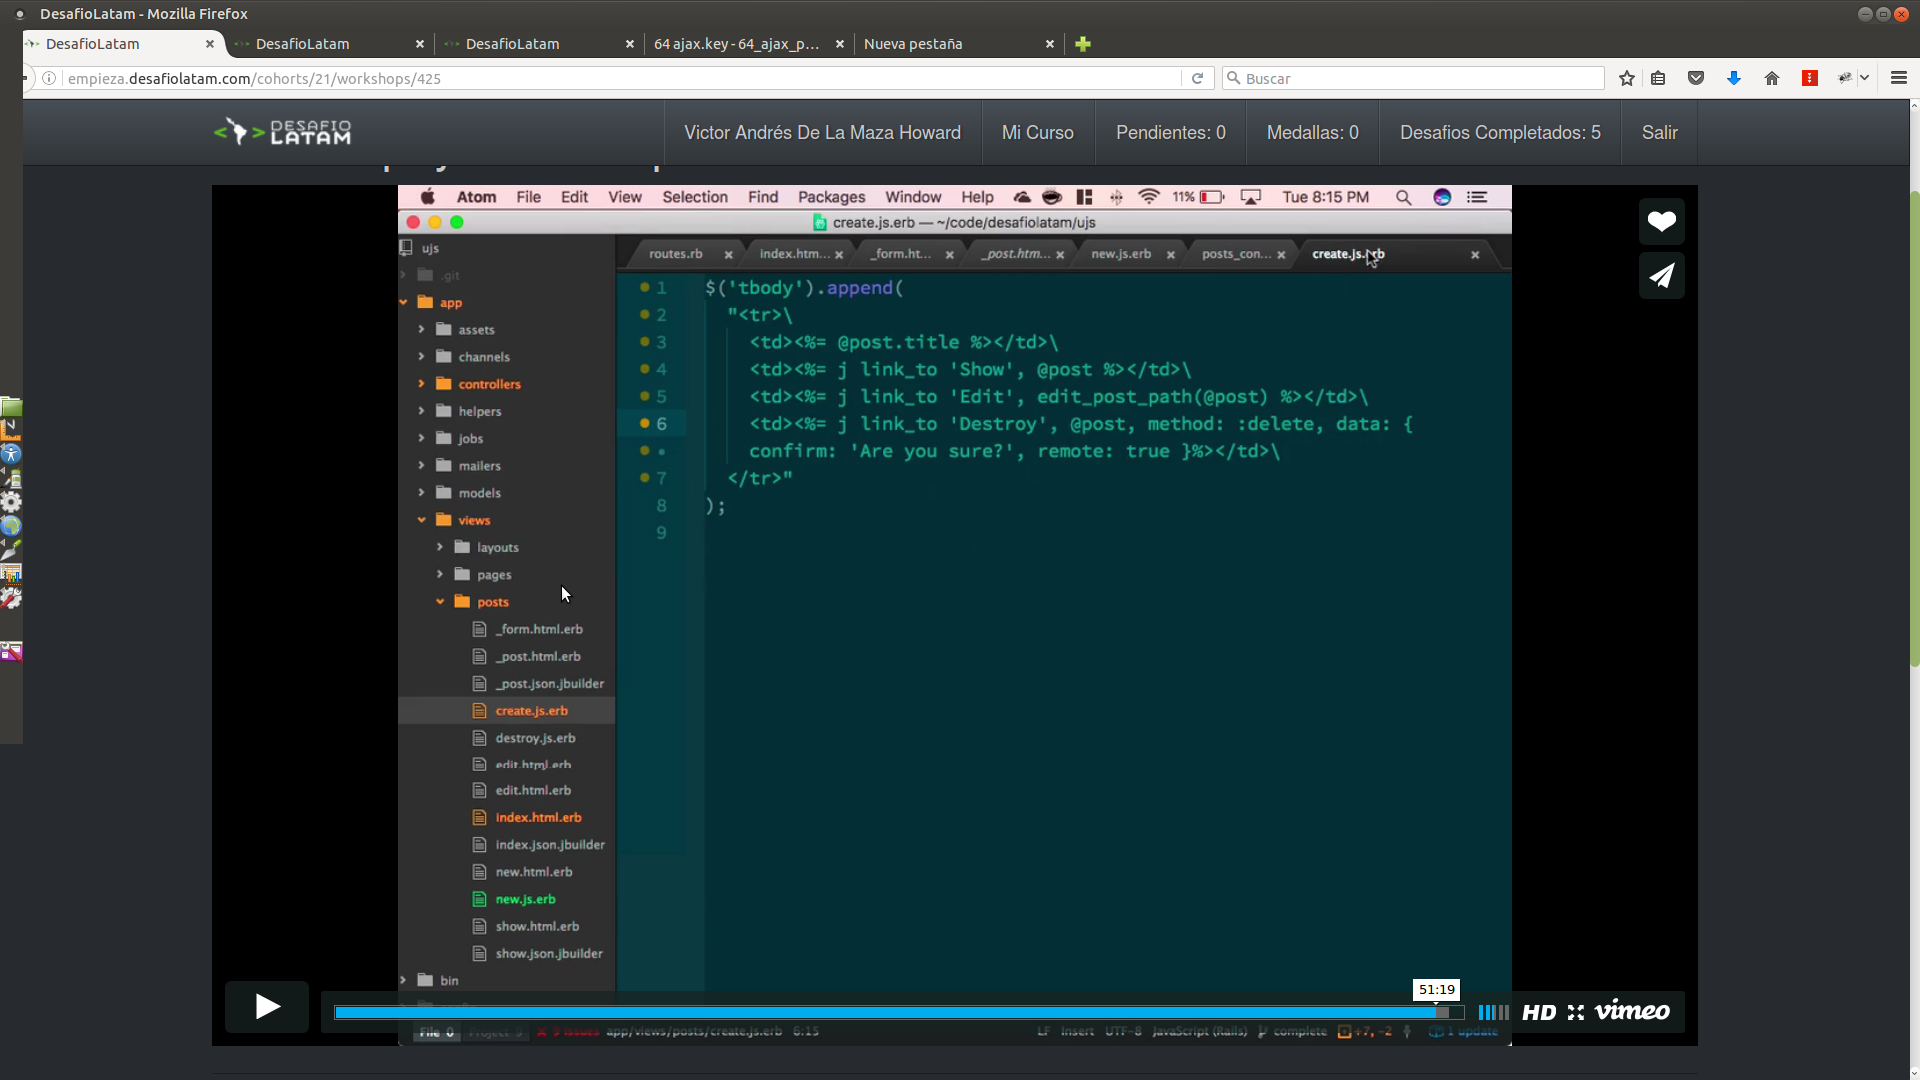 DesafioLatam - Mozilla Firefox
DesafioLatam DesafioLatam DesafioLatam 64 ajax.key - 64_ajax_p... Nueva pestaña
empieza.desafiolatam.com/cohorts/21/workshops/425 Buscar
DESAFIO LATAM Victor Andrés De La Maza Howard Mi Curso Pendientes: 0 Medallas: 0 Desafios Completados: 5 Salir
Atom File Edit View Selection Find Packages Window Help 11% Tue 8:15 PM
create.js.erb — ~/code/desafiolatam/ujs
ujs routes.rb index.htm... _form.ht... _post.htm... new.js.erb posts_con... create.js.erb
.git
app
assets
channels
controllers
helpers
jobs
mailers
models
views
layouts
pages
posts
_form.html.erb
_post.html.erb
_post.json.jbuilder
create.js.erb
destroy.js.erb
edit.html.erb
edit.html.erb
index.html.erb
index.json.jbuilder
new.html.erb
new.js.erb
show.html.erb
show.json.jbuilder
bin
1 $('tbody').append(
2 "<tr>\
3 <td><%= @post.title %></td>\
4 <td><%= j link_to 'Show', @post %></td>\
5 <td><%= j link_to 'Edit', edit_post_path(@post) %></td>\
6 <td><%= j link_to 'Destroy', @post, method: :delete, data: {
• confirm: 'Are you sure?', remote: true }%></td>\
7 </tr>"
8 );
9
51:19
HD vimeo
File 0 Project 3 3 issues app/views/posts/create.js.erb 6:15 LF Insert UTF-8 JavaScript (Rails) complete +7, -2 1 update